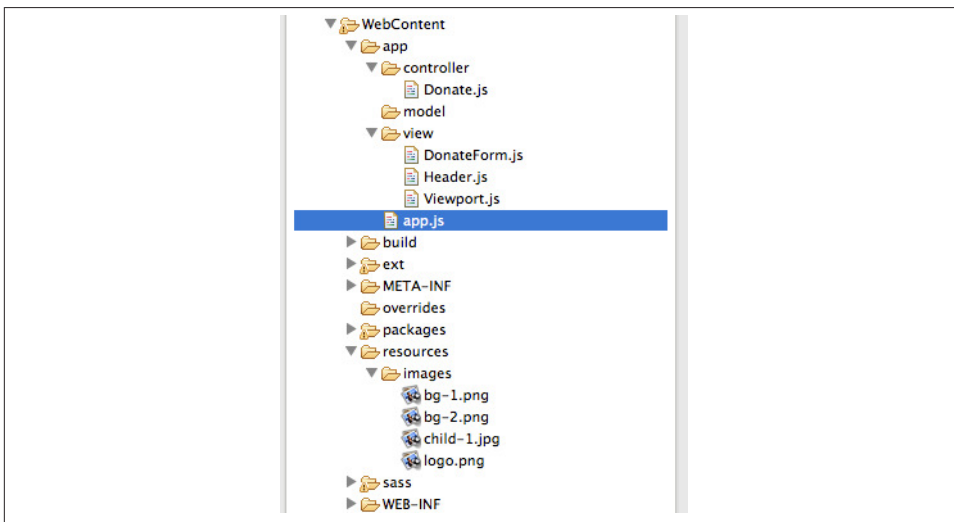 WebContent
app
controller
Donate.js
model
view
DonateForm.js
Header.js
Viewport.js
app.js
build
ext
META-INF
overrides
packages
resources
images
bg-1.png
bg-2.png
child-1.jpg
logo.png
sass
WEB-INF